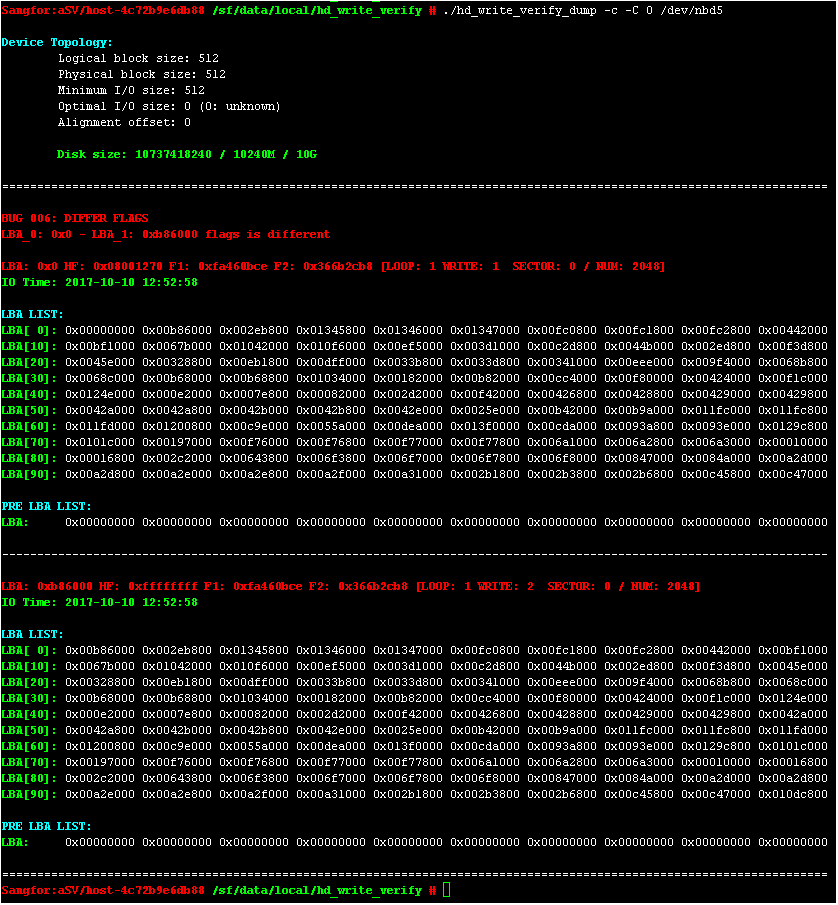 Sangfor:aSV/host-4c72b9e6db88 /sf/data/local/hd_write_verify # ./hd_write_verify_dump -c -C 0 /dev/nbd5
Device Topology:
Logical block size: 512
Physical block size: 512
Minimum I/O size: 512
Optimal I/O size: 0 (0: unknown)
Alignment offset: 0
Disk size: 10737418240 / 10240M / 10G
================================================================================
BUG 006: DIFFER FLAGS
LBA_0: 0x0 - LBA_1: 0xb86000 flags is different
LBA: 0x0 HF: 0x08001270 F1: 0xfa460bce F2: 0x366b2cb8 [LOOP: 1 WRITE: 1  SECTOR: 0 / NUM: 2048]
IO Time: 2017-10-10 12:52:58
LBA LIST:
LBA[ 0]: 0x00000000 0x00b86000 0x002eb800 0x01345800 0x01346000 0x01347000 0x00fc0800 0x00fc1800 0x00fc2800 0x00442000
LBA[10]: 0x00bf1000 0x0067b000 0x01042000 0x010f6000 0x00ef5000 0x003d1000 0x00c2d800 0x0044b000 0x002ed800 0x00f3d800
LBA[20]: 0x0045e000 0x00328800 0x00eb1800 0x00dff000 0x0033b800 0x0033d800 0x00341000 0x00eee000 0x009f4000 0x0068b800
LBA[30]: 0x0068c000 0x00b68000 0x00b68800 0x01034000 0x00182000 0x00b82000 0x00cc4000 0x00f80000 0x00424000 0x00f1c000
LBA[40]: 0x0124e000 0x000e2000 0x0007e800 0x00082000 0x002d2000 0x00f42000 0x00426800 0x00428800 0x00429000 0x00429800
LBA[50]: 0x0042a000 0x0042a800 0x0042b000 0x0042b800 0x0042e000 0x0025e000 0x00b42000 0x00b9a000 0x011fc000 0x011fc800
LBA[60]: 0x011fd000 0x01200800 0x00c9e000 0x0055a000 0x00dea000 0x013f0000 0x00cda000 0x0093a800 0x0093e000 0x0129c800
LBA[70]: 0x0101c000 0x00197000 0x00f76000 0x00f76800 0x00f77000 0x00f77800 0x006a1000 0x006a2800 0x006a3000 0x00010000
LBA[80]: 0x00016800 0x002c2000 0x00643800 0x006f3800 0x006f7000 0x006f7800 0x006f8000 0x00847000 0x0084a000 0x00a2d000
LBA[90]: 0x00a2d800 0x00a2e000 0x00a2e800 0x00a2f000 0x00a31000 0x002b1800 0x002b3800 0x002b6800 0x00c45800 0x00c47000
PRE LBA LIST:
LBA: 0x00000000 0x00000000 0x00000000 0x00000000 0x00000000 0x00000000 0x00000000 0x00000000 0x00000000 0x00000000
--------------------------------------------------------------------------------
LBA: 0xb86000 HF: 0xffffffff F1: 0xfa460bce F2: 0x366b2cb8 [LOOP: 1 WRITE: 2  SECTOR: 0 / NUM: 2048]
IO Time: 2017-10-10 12:52:58
LBA LIST:
LBA[ 0]: 0x00b86000 0x002eb800 0x01345800 0x01346000 0x01347000 0x00fc0800 0x00fc1800 0x00fc2800 0x00442000 0x00bf1000
LBA[10]: 0x0067b000 0x01042000 0x010f6000 0x00ef5000 0x003d1000 0x00c2d800 0x0044b000 0x002ed800 0x00f3d800 0x0045e000
LBA[20]: 0x00328800 0x00eb1800 0x00dff000 0x0033b800 0x0033d800 0x00341000 0x00eee000 0x009f4000 0x0068b800 0x0068c000
LBA[30]: 0x00b68000 0x00b68800 0x01034000 0x00182000 0x00b82000 0x00cc4000 0x00f80000 0x00424000 0x00f1c000 0x0124e000
LBA[40]: 0x000e2000 0x0007e800 0x00082000 0x002d2000 0x00f42000 0x00426800 0x00428800 0x00429000 0x00429800 0x0042a000
LBA[50]: 0x0042a800 0x0042b000 0x0042b800 0x0042e000 0x0025e000 0x00b42000 0x00b9a000 0x011fc000 0x011fc800 0x011fd000
LBA[60]: 0x01200800 0x00c9e000 0x0055a000 0x00dea000 0x013f0000 0x00cda000 0x0093a800 0x0093e000 0x0129c800 0x0101c000
LBA[70]: 0x00197000 0x00f76000 0x00f76800 0x00f77000 0x00f77800 0x006a1000 0x006a2800 0x006a3000 0x00010000 0x00016800
LBA[80]: 0x002c2000 0x00643800 0x006f3800 0x006f7000 0x006f7800 0x006f8000 0x00847000 0x0084a000 0x00a2d000 0x00a2d800
LBA[90]: 0x00a2e000 0x00a2e800 0x00a2f000 0x00a31000 0x002b1800 0x002b3800 0x002b6800 0x00c45800 0x00c47000 0x010dc800
PRE LBA LIST:
LBA: 0x00000000 0x00000000 0x00000000 0x00000000 0x00000000 0x00000000 0x00000000 0x00000000 0x00000000 0x00000000
================================================================================
Sangfor:aSV/host-4c72b9e6db88 /sf/data/local/hd_write_verify #